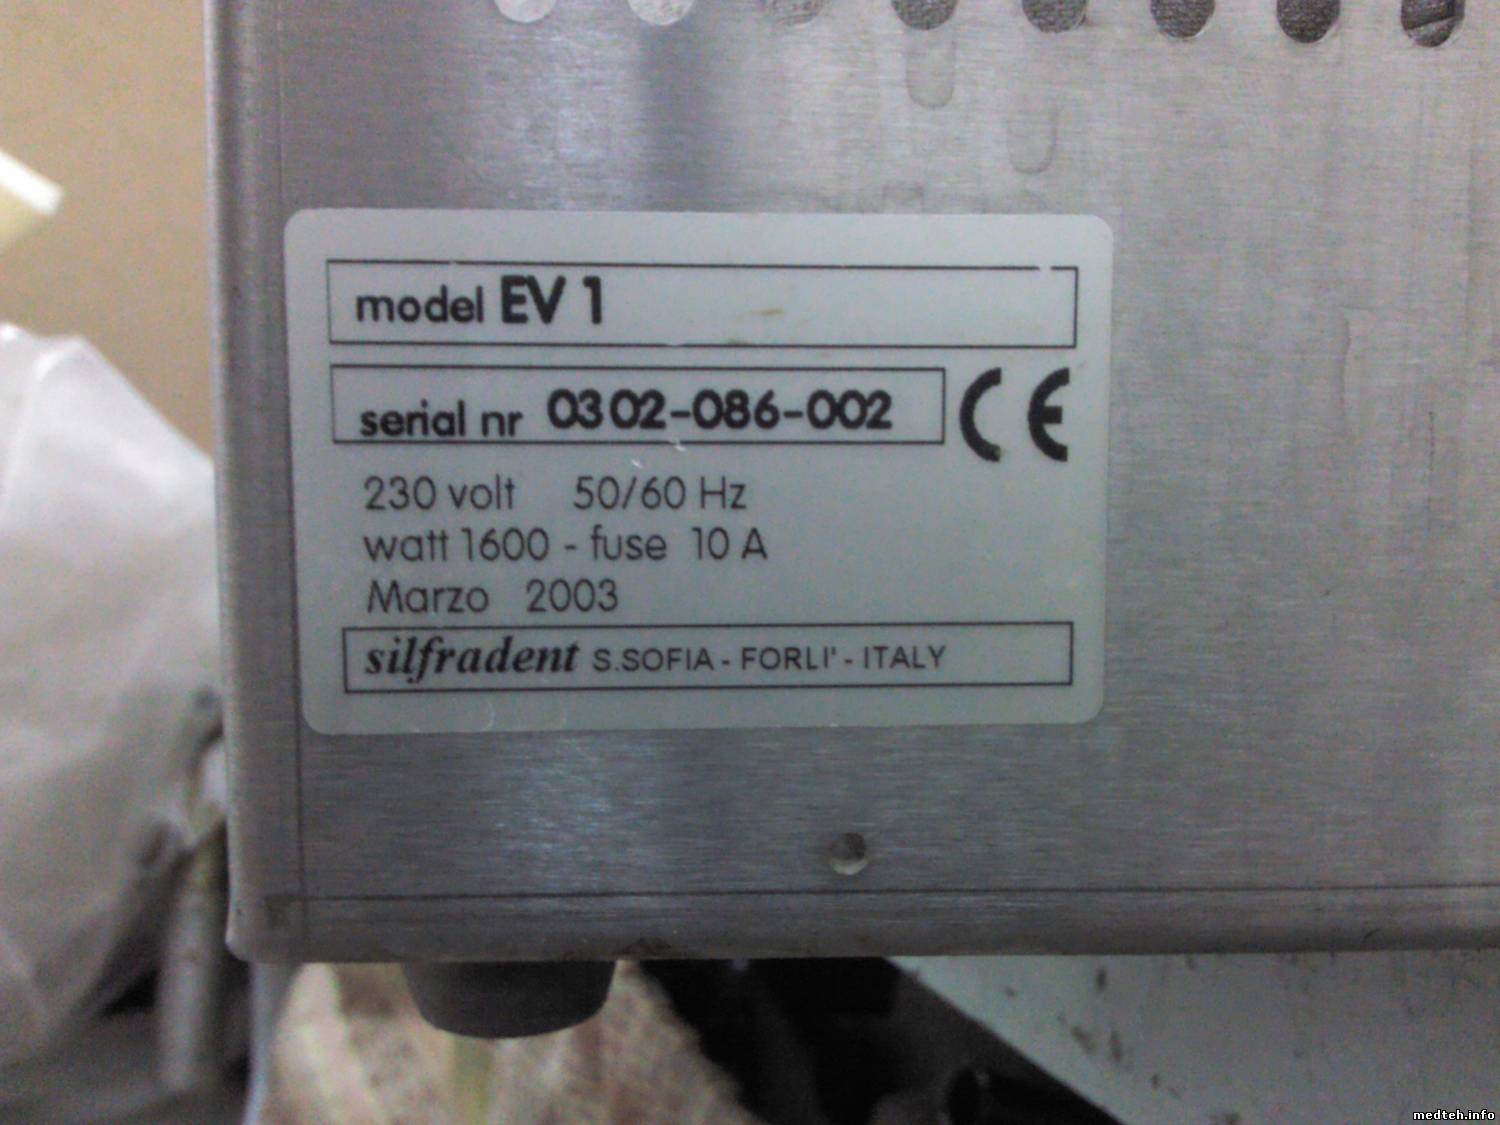 model EV 1
serial nr 0302-086-002 CE
230 volt 50/60 Hz
watt 1600 - fuse 10 A
Marzo 2003
silfradent S.SOFIA - FORLI' - ITALY
medteh.info